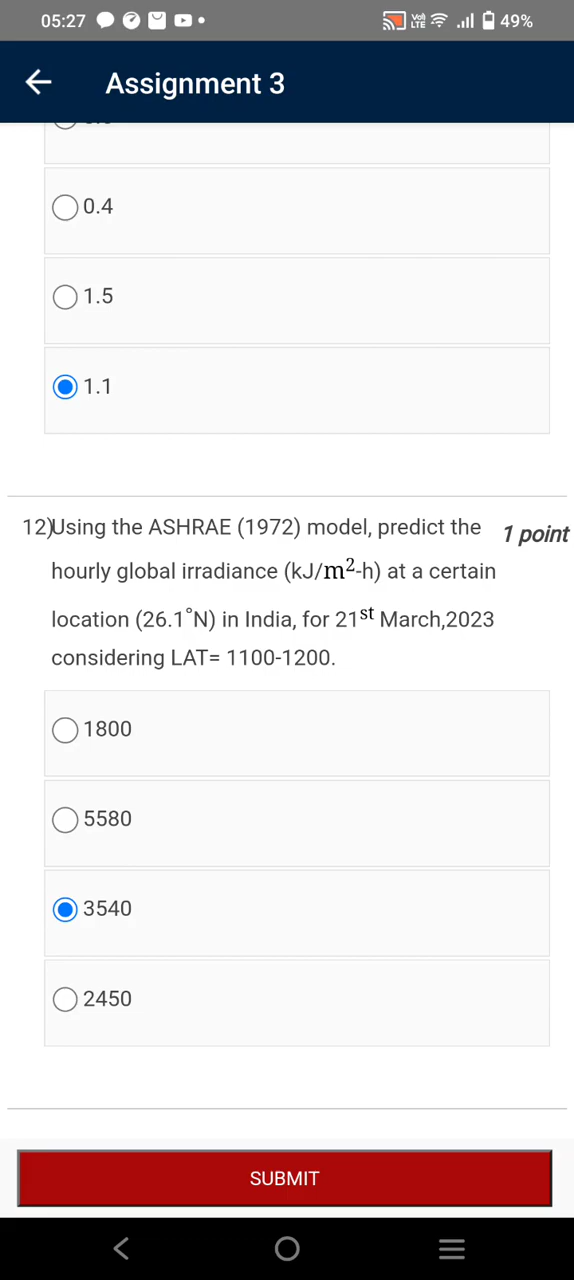 05:27
Vo) LTE
49%
Assignment 3
0.4
1.5
1.1
12)Using the ASHRAE (1972) model, predict the 1 point
hourly global irradiance (kJ/m²-h) at a certain
location (26.1°N) in India, for 21st March,2023
considering LAT= 1100-1200.
1800
5580
3540
2450
SUBMIT